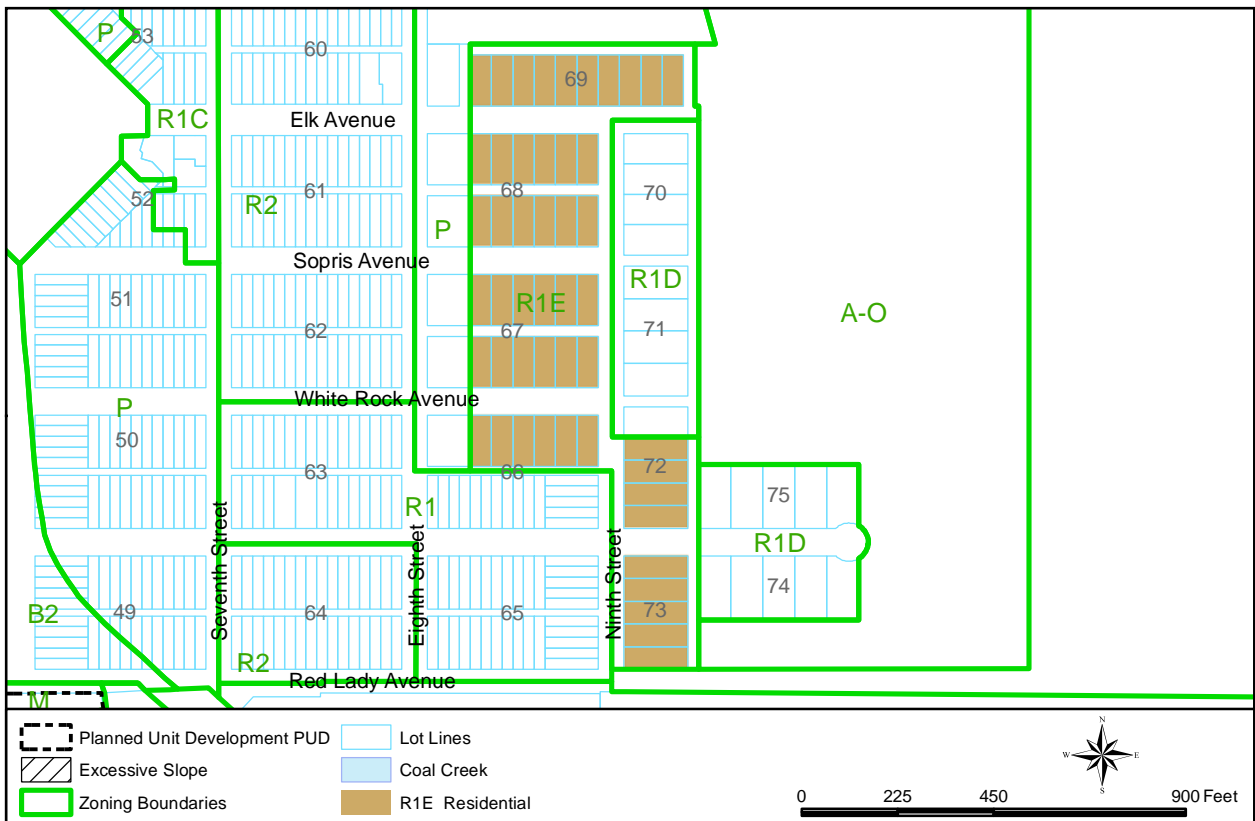 P
53
60
69
R1C
Elk Avenue
52
61
R2
68
70
P
Sopris Avenue
R1D
51
62
R1E
67
71
A-O
White Rock Avenue
P
50
63
66
72
75
R1
Seventh Street
Eighth Street
Ninth Street
R1D
74
B2
49
64
65
73
R2
Red Lady Avenue
M
Planned Unit Development PUD
Excessive Slope
Zoning Boundaries
Lot Lines
Coal Creek
R1E Residential
N
W
E
S
0 225 450 900 Feet